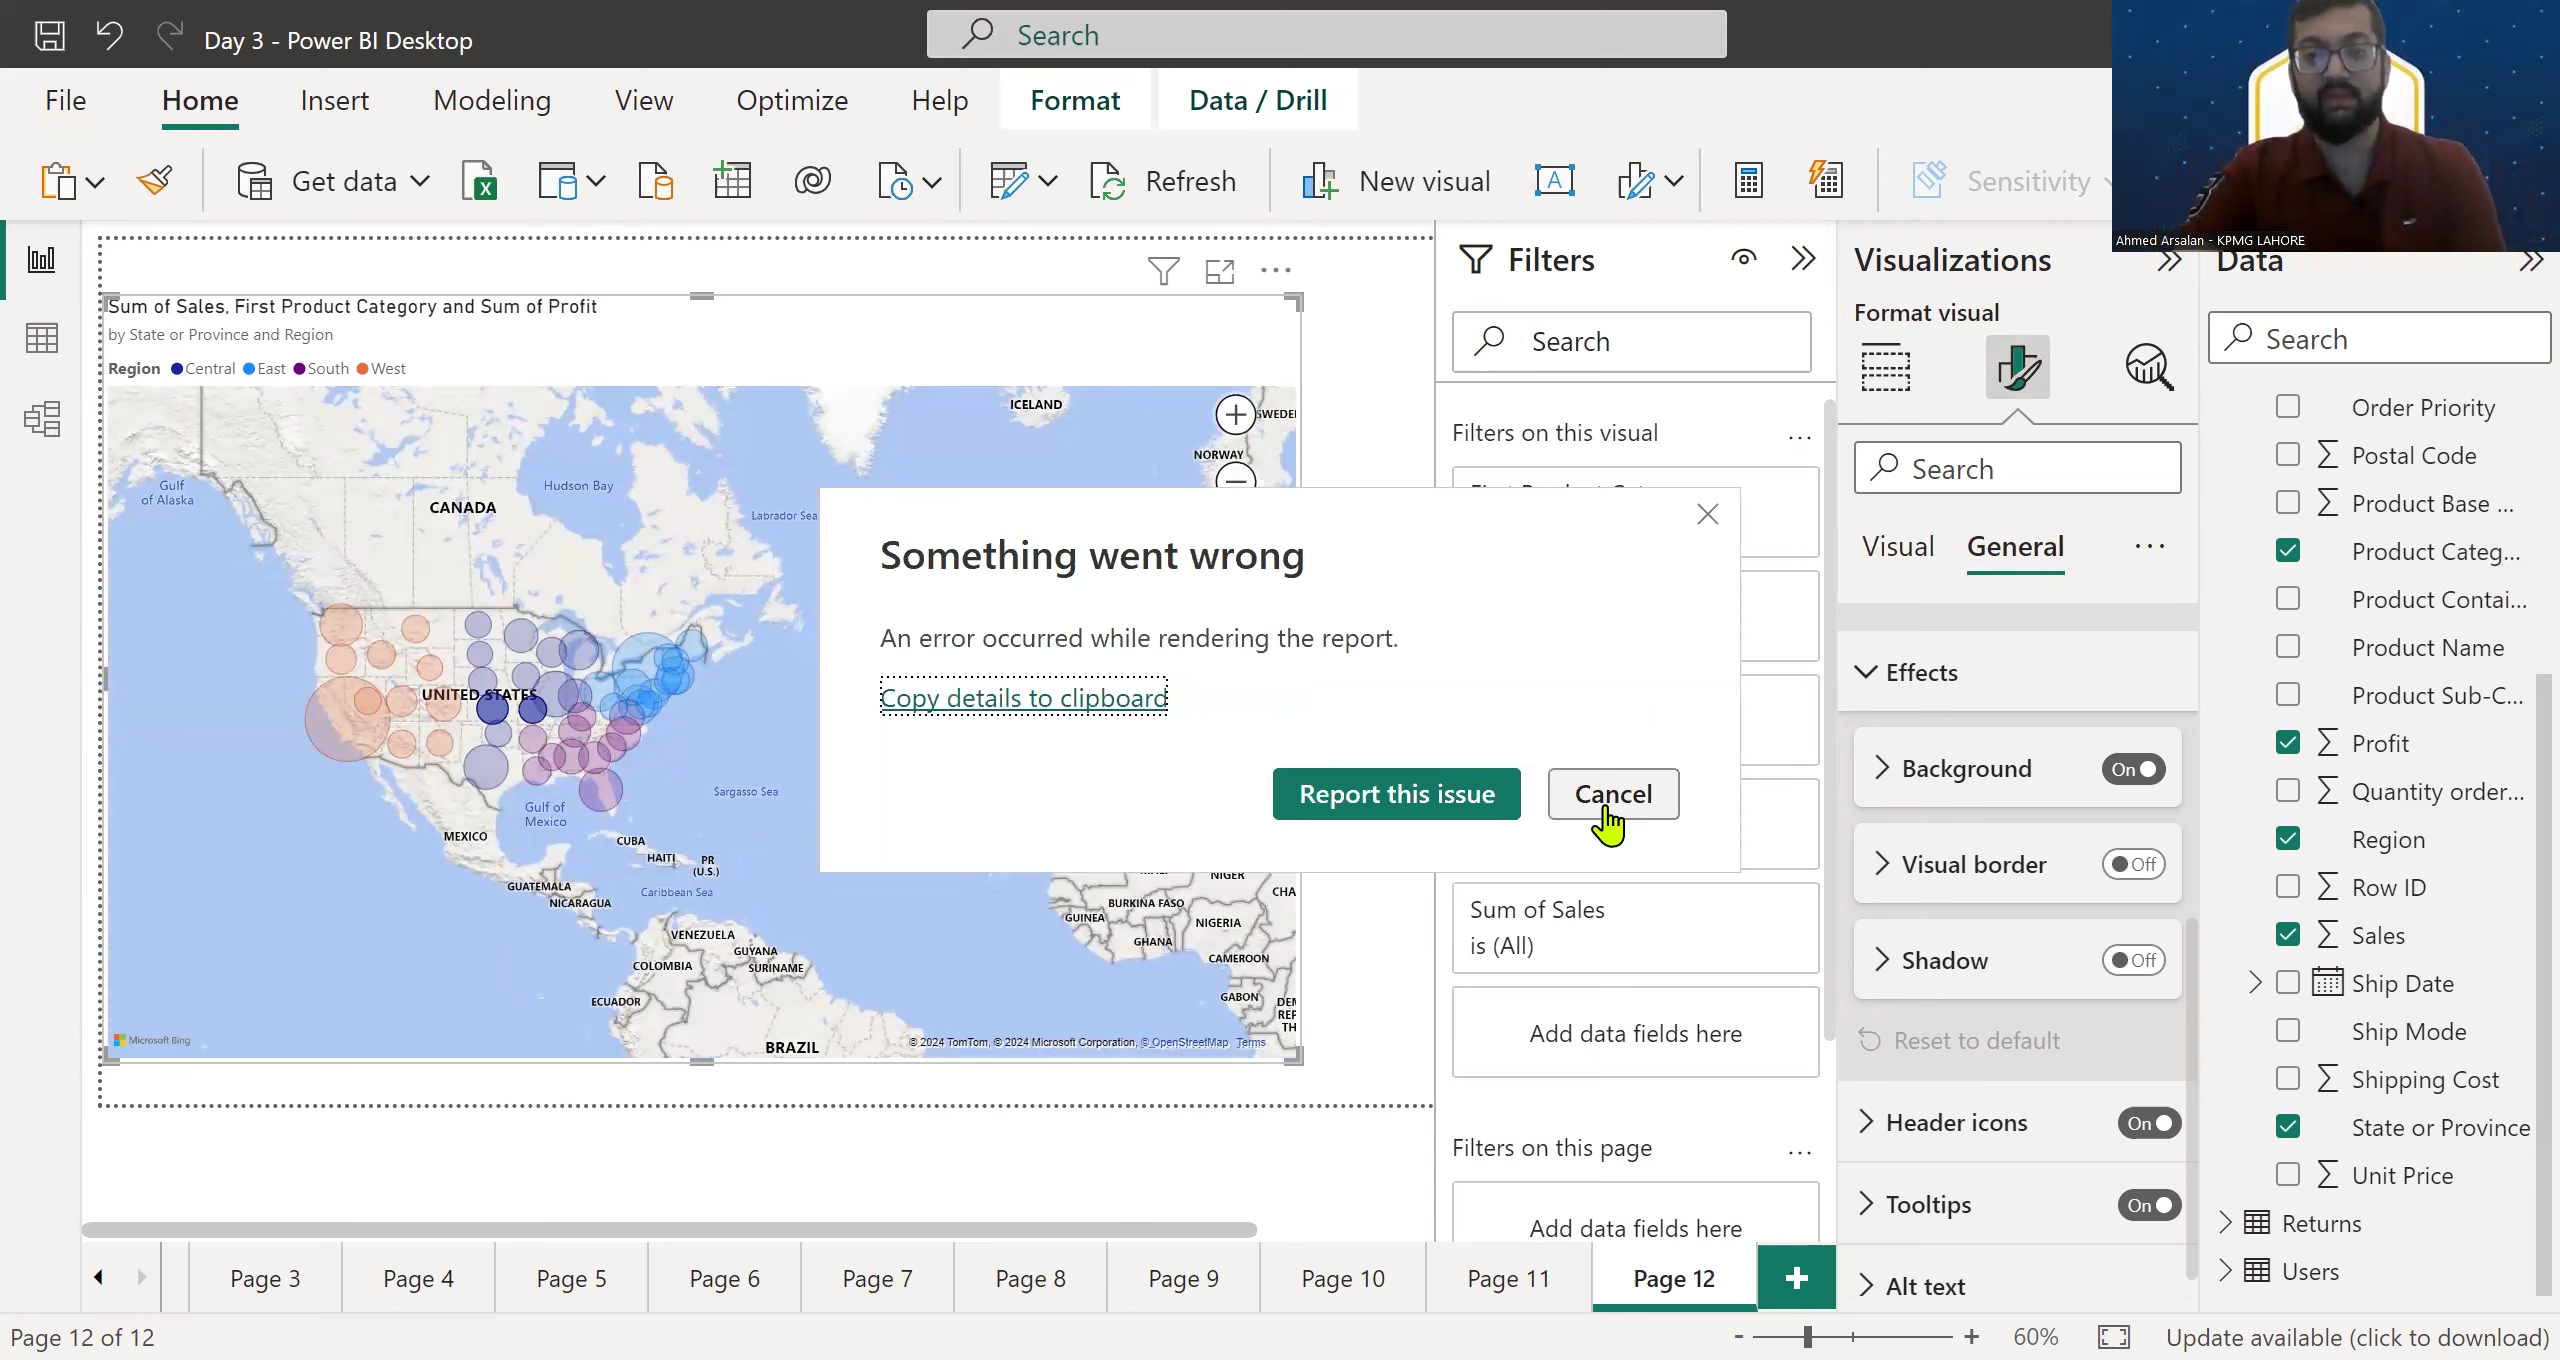 Day 3 - Power BI Desktop
Search
File
Home
Insert
Modeling
View
Optimize
Help
Format
Data / Drill
Get data
Refresh
New visual
Sensitivity
Ahmed Arsalan - KPMG LAHORE
Sum of Sales, First Product Category and Sum of Profit
by State or Province and Region
Region Central East South West
ICELAND
SWEDE
NORWAY
Gulf
of Alaska
Hudson Bay
CANADA
Labrador Sea
UNITED STATES
Sargasso Sea
Gulf of
Mexico
MEXICO
CUBA
HAITI
PR
(U.S.)
GUATEMALA
Caribbean Sea
NICARAGUA
VENEZUELA
GUYANA
COLOMBIA
SURINAME
ECUADOR
BRAZIL
NIGER
CHA
BURKINA FASO
GUINEA
NIGERIA
GHANA
CAMEROON
GABON
DEM
REP
TH
Microsoft Bing
© 2024 TomTom, © 2024 Microsoft Corporation, © OpenStreetMap Terms
Something went wrong
An error occurred while rendering the report.
Copy details to clipboard
Report this issue
Cancel
Filters
Search
Filters on this visual
...
Sum of Sales
is (All)
Add data fields here
Filters on this page
...
Add data fields here
Visualizations
Format visual
Search
Visual
General
...
Effects
Background
On
Visual border
Off
Shadow
Off
Reset to default
Header icons
On
Tooltips
On
Alt text
Data
Search
Order Priority
Postal Code
Product Base ...
Product Categ...
Product Contai...
Product Name
Product Sub-C...
Profit
Quantity order...
Region
Row ID
Sales
Ship Date
Ship Mode
Shipping Cost
State or Province
Unit Price
Returns
Users
Page 3
Page 4
Page 5
Page 6
Page 7
Page 8
Page 9
Page 10
Page 11
Page 12
Page 12 of 12
60%
Update available (click to download)